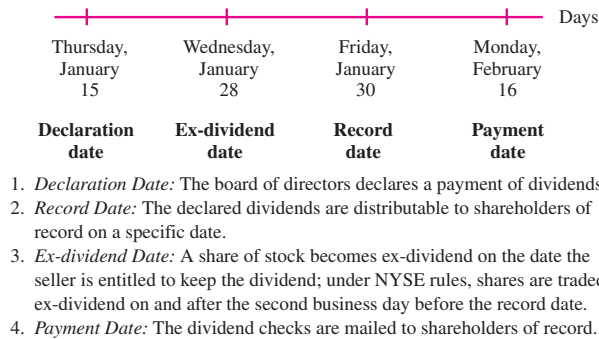 Days
Thursday, January 15
Wednesday, January 28
Friday, January 30
Monday, February 16
Declaration date
Ex-dividend date
Record date
Payment date
1. Declaration Date: The board of directors declares a payment of dividends
2. Record Date: The declared dividends are distributable to shareholders of
record on a specific date.
3. Ex-dividend Date: A share of stock becomes ex-dividend on the date the
seller is entitled to keep the dividend; under NYSE rules, shares are traded
ex-dividend on and after the second business day before the record date.
4. Payment Date: The dividend checks are mailed to shareholders of record.